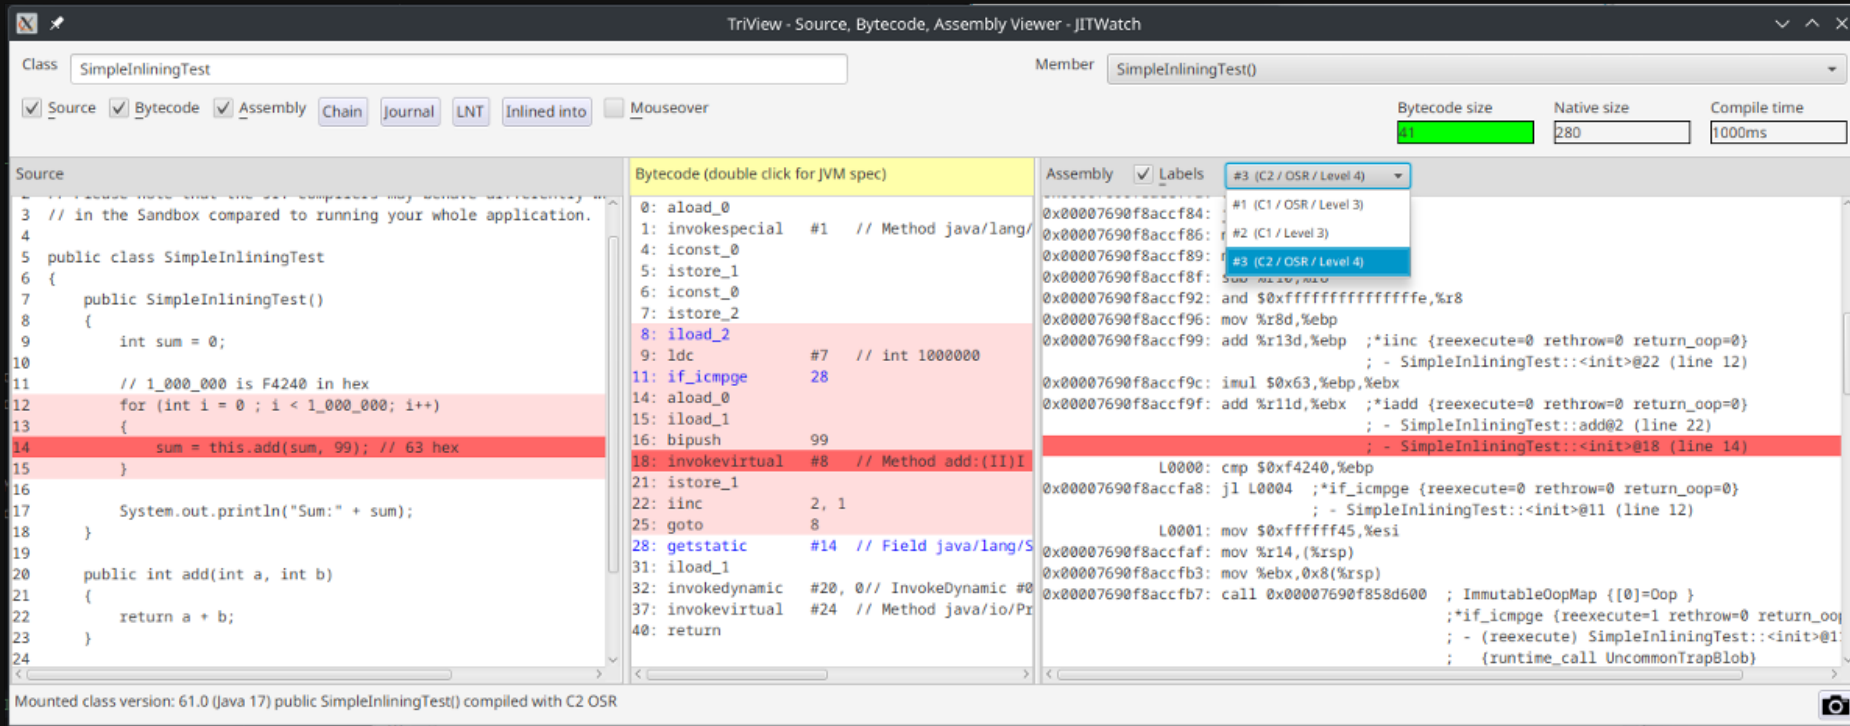 TriView - Source, Bytecode, Assembly Viewer - JITWatch
Class SimpleInliningTest
Member SimpleInliningTest()
Source Bytecode Assembly Chain Journal LNT Inlined into Mouseover
Bytecode size Native size Compile time
41 280 1000ms
Source
3 // in the Sandbox compared to running your whole application.
4
5 public class SimpleInliningTest
6 {
7 public SimpleInliningTest()
8 {
9 int sum = 0;
10
11 // 1_000_000 is F4240 in hex
12 for (int i = 0 ; i < 1_000_000; i++)
13 {
14 sum = this.add(sum, 99); // 63 hex
15 }
16
17 System.out.println("Sum:" + sum);
18 }
19
20 public int add(int a, int b)
21 {
22 return a + b;
23 }
24
Bytecode (double click for JVM spec)
0: aload_0
1: invokespecial #1 // Method java/lang/
4: iconst_0
5: istore_1
6: iconst_0
7: istore_2
8: iload_2
9: ldc #7 // int 1000000
11: if_icmpge 28
14: aload_0
15: iload_1
16: bipush 99
18: invokevirtual #8 // Method add:(II)I
21: istore_1
22: iinc 2, 1
25: goto 8
28: getstatic #14 // Field java/lang/S
31: iload_1
32: invokedynamic #20, 0// InvokeDynamic #0
37: invokevirtual #24 // Method java/io/Pr
40: return
Assembly Labels #3 (C2 / OSR / Level 4)
#1 (C1 / OSR / Level 3)
#2 (C1 / Level 3)
#3 (C2 / OSR / Level 4)
0x00007690f8accf84:
0x00007690f8accf86:
0x00007690f8accf89:
0x00007690f8accf8f:
0x00007690f8accf92: and $0xfffffffffffffffe,%r8
0x00007690f8accf96: mov %r8d,%ebp
0x00007690f8accf99: add %r13d,%ebp ;*iinc {reexecute=0 rethrow=0 return_oop=0}
; - SimpleInliningTest::<init>@22 (line 12)
0x00007690f8accf9c: imul $0x63,%ebp,%ebx
0x00007690f8accf9f: add %r11d,%ebx ;*iadd {reexecute=0 rethrow=0 return_oop=0}
; - SimpleInliningTest::add@2 (line 22)
; - SimpleInliningTest::<init>@18 (line 14)
L0000: cmp $0xf4240,%ebp
0x00007690f8accfa8: jl L0004 ;*if_icmpge {reexecute=0 rethrow=0 return_oop=0}
; - SimpleInliningTest::<init>@11 (line 12)
L0001: mov $0xffffff45,%esi
0x00007690f8accfaf: mov %r14,(%rsp)
0x00007690f8accfb3: mov %ebx,0x8(%rsp)
0x00007690f8accfb7: call 0x00007690f858d600 ; ImmutableOopMap {[0]=Oop }
;*if_icmpge {reexecute=1 rethrow=0 return_oo
; - (reexecute) SimpleInliningTest::<init>@1
; {runtime_call UncommonTrapBlob}
Mounted class version: 61.0 (Java 17) public SimpleInliningTest() compiled with C2 OSR